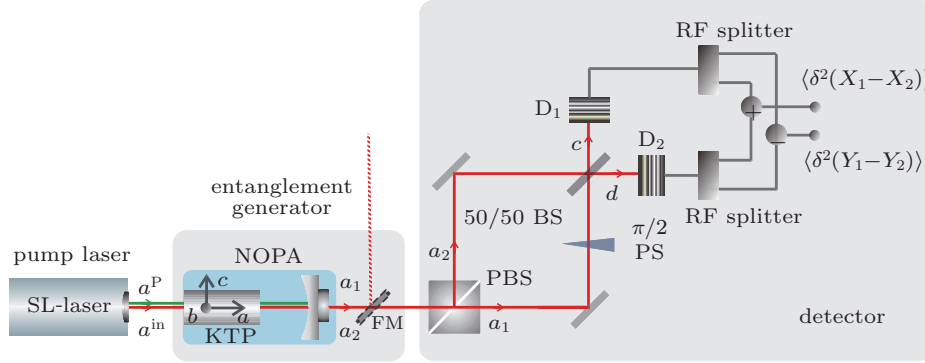 RF splitter
⟨δ²(X₁−X₂)⟩
D₁
+
c
D₂
−
⟨δ²(Y₁−Y₂)⟩
entanglement
generator
50/50 BS
d
RF splitter
π/2
PS
pump laser
NOPA
a₂
PBS
SL-laser
aᴾ
c
a₁
b
a
aⁱⁿ
KTP
a₂
FM
a₁
detector